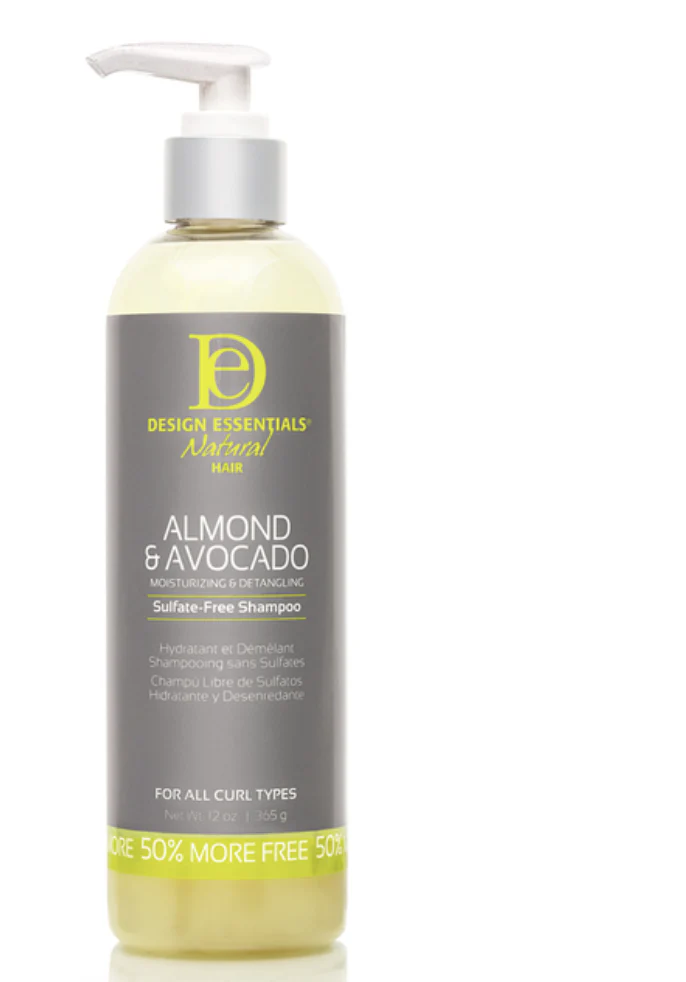 De
DESIGN ESSENTIALS®
Natural
HAIR
ALMOND
& AVOCADO
MOISTURIZING & DETANGLING
Sulfate-Free Shampoo
Hydratant et Démêlant
Shampooing sans Sulfates
Champú Libre de Sulfatos
Hidratante y Desenredante
FOR ALL CURL TYPES
Net Wt 12 oz | 365 g
ORE 50% MORE FREE 50%